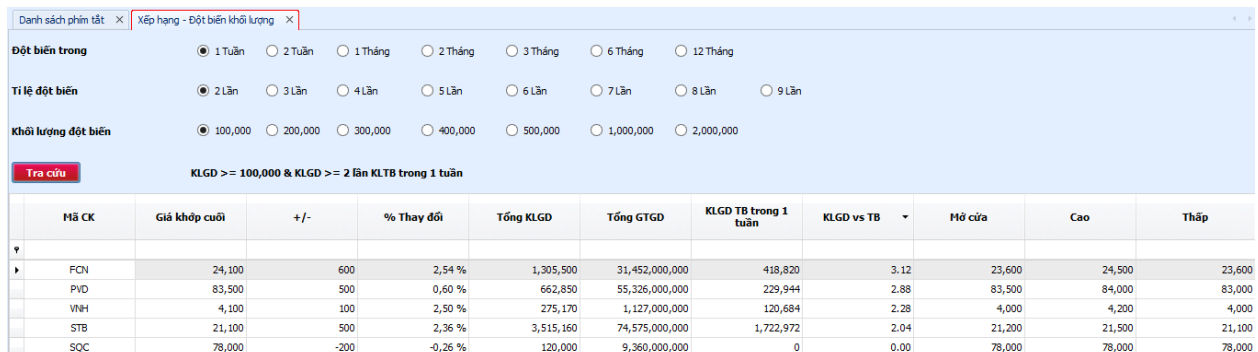 Danh sách phím tắt Xếp hạng - Đột biến khối lượng
Đột biến trong 1 Tuần 2 Tuần 1 Tháng 2 Tháng 3 Tháng 6 Tháng 12 Tháng
Tỉ lệ đột biến 2 Lần 3 Lần 4 Lần 5 Lần 6 Lần 7 Lần 8 Lần 9 Lần
Khối lượng đột biến 100,000 200,000 300,000 400,000 500,000 1,000,000 2,000,000
Tra cứu KLGD >= 100,000 & KLGD >= 2 lần KLTB trong 1 tuần
Mã CK Giá khớp cuối +/- % Thay đổi Tổng KLGD Tổng GTGD KLGD TB trong 1 tuần KLGD vs TB Mở cửa Cao Thấp
FCN 24,100 600 2,54 % 1,305,500 31,452,000,000 418,820 3.12 23,600 24,500 23,600
PVD 83,500 500 0,60 % 662,850 55,326,000,000 229,944 2.88 83,500 84,000 83,000
VNH 4,100 100 2,50 % 275,170 1,127,000,000 120,684 2.28 4,000 4,200 4,000
STB 21,100 500 2,36 % 3,515,160 74,575,000,000 1,722,972 2.04 21,200 21,500 21,100
SQC 78,000 -200 -0,26 % 120,000 9,360,000,000 0 0.00 78,000 78,000 78,000